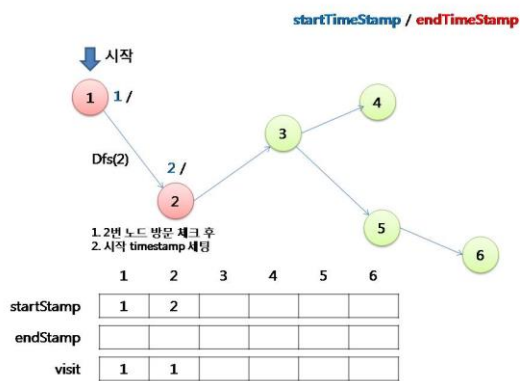 startTimeStamp / endTimeStamp
시작
1 1 /
4
3
Dfs(2)
2 /
2
1. 2번 노드 방문 체크 후
2. 시작 timestamp 세팅
5
6
1 2 3 4 5 6
startStamp 1 2
endStamp
visit 1 1